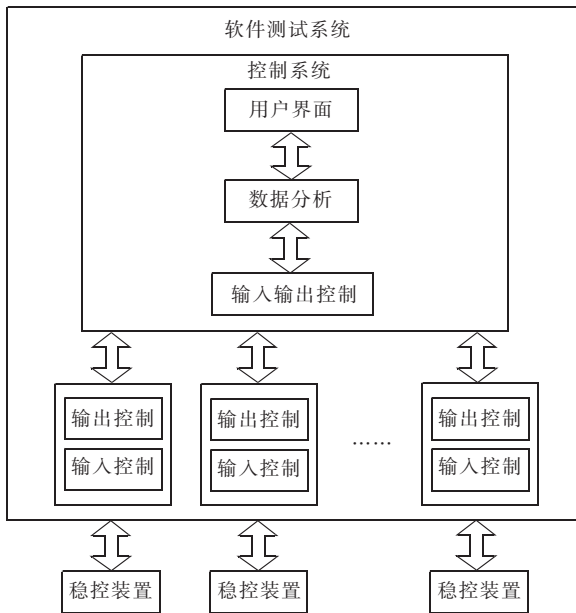 软件测试系统
控制系统
用户界面
数据分析
输入输出控制
输出控制 输出控制 …… 输出控制
输入控制 输入控制 输入控制
稳控装置 稳控装置 稳控装置